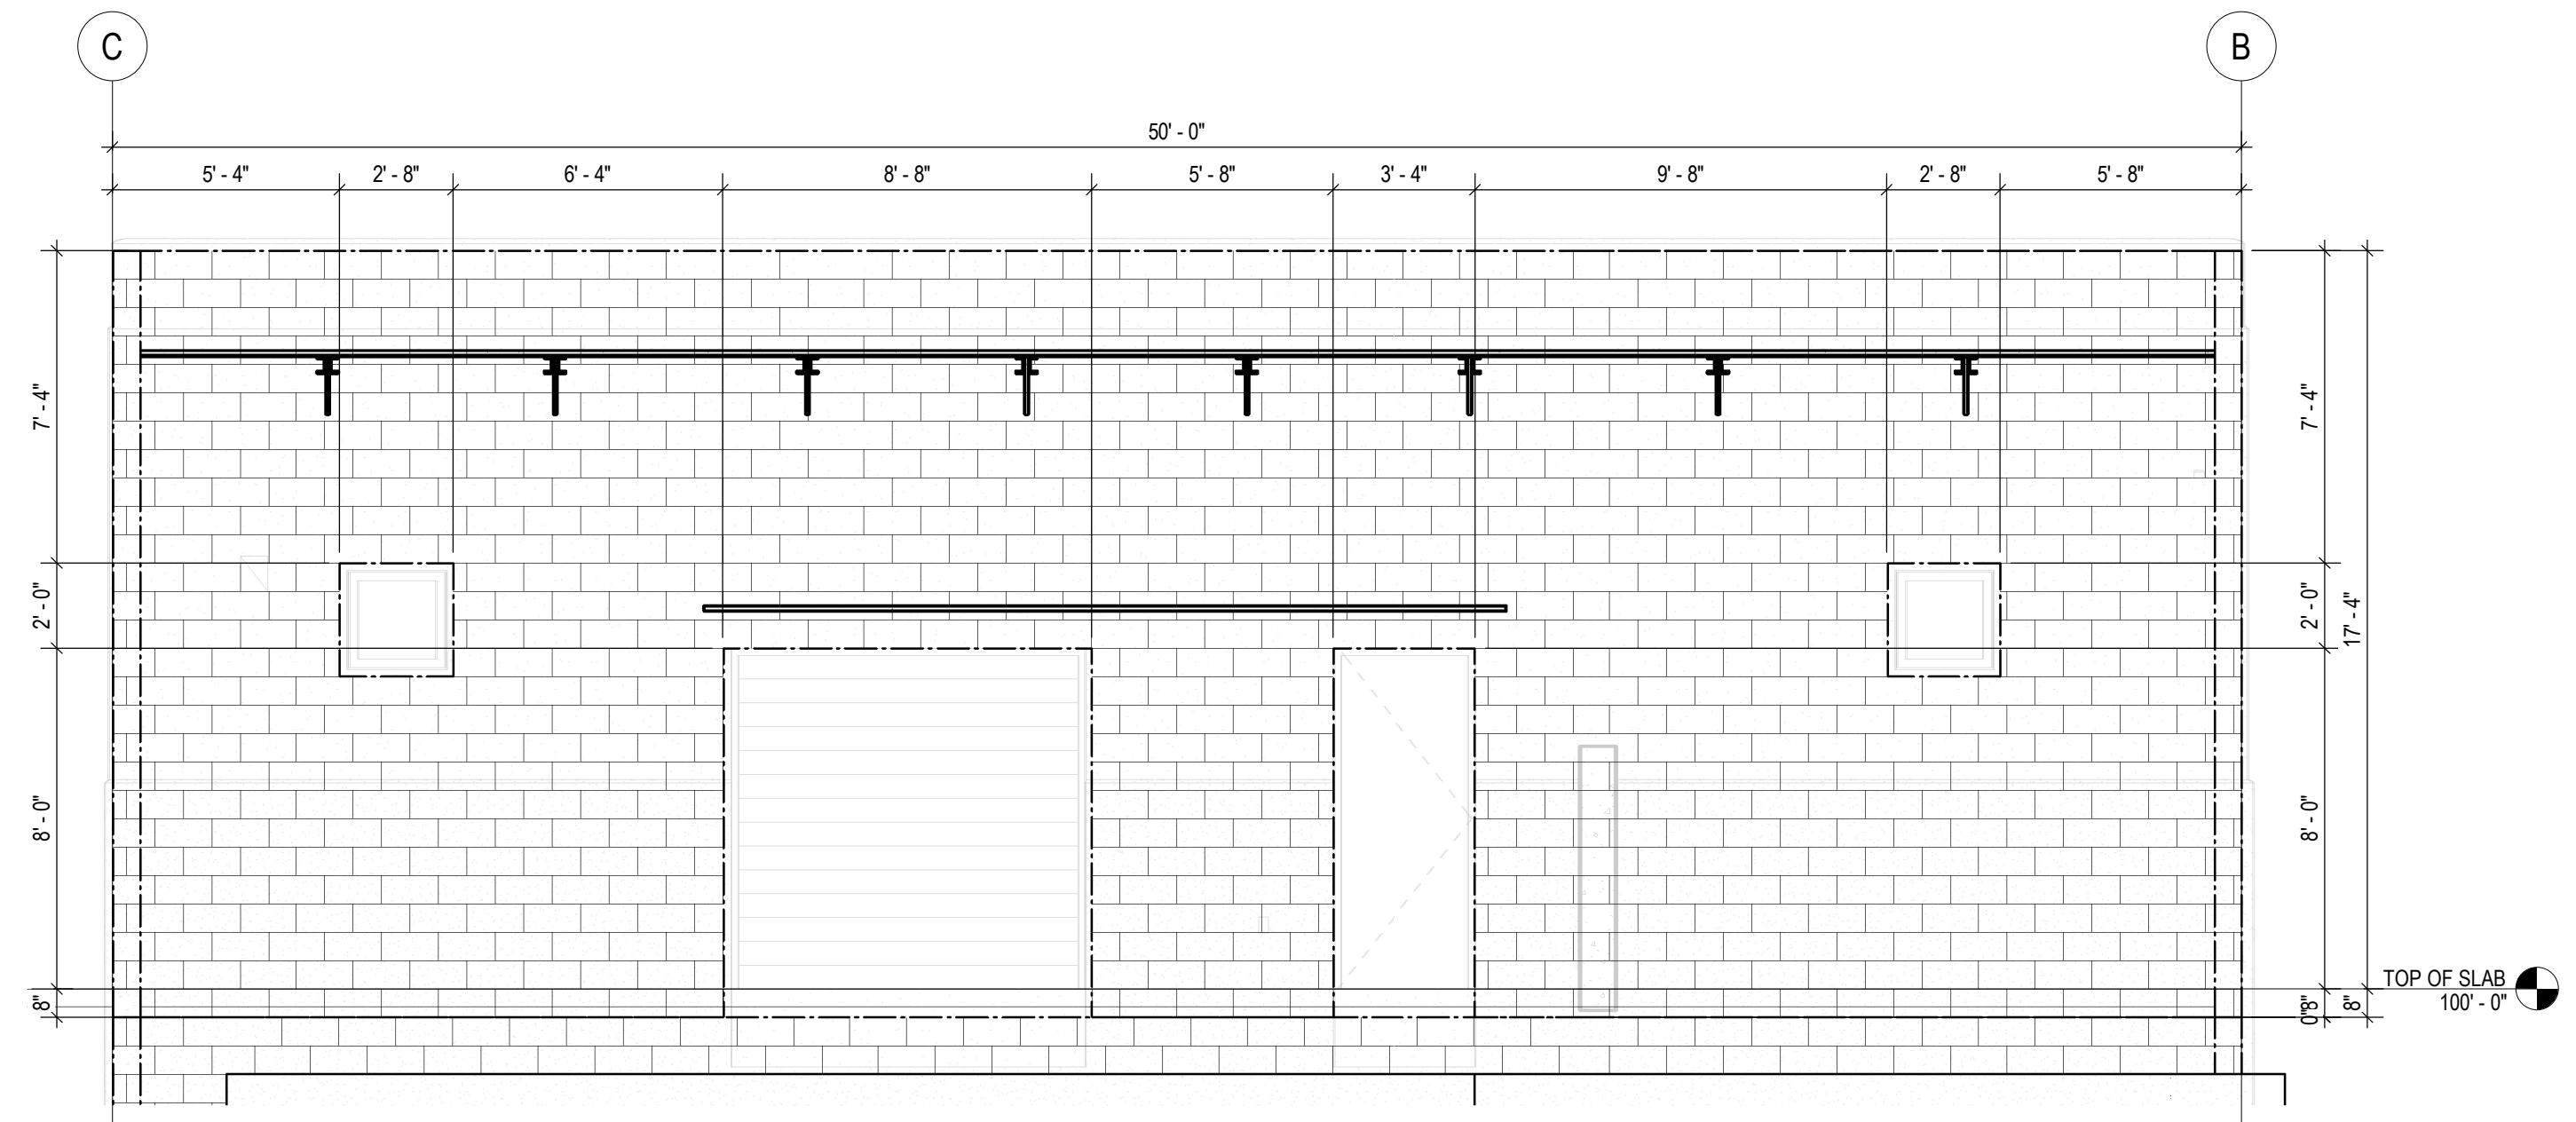 C
B
50' - 0"
5' - 4"
2' - 8"
6' - 4"
8' - 8"
5' - 8"
3' - 4"
9' - 8"
2' - 8"
5' - 8"
7' - 4"
2' - 0"
8' - 0"
8"
7' - 4"
2' - 0"
8' - 0"
0"
8"
17' - 4"
8"
TOP OF SLAB
100' - 0"